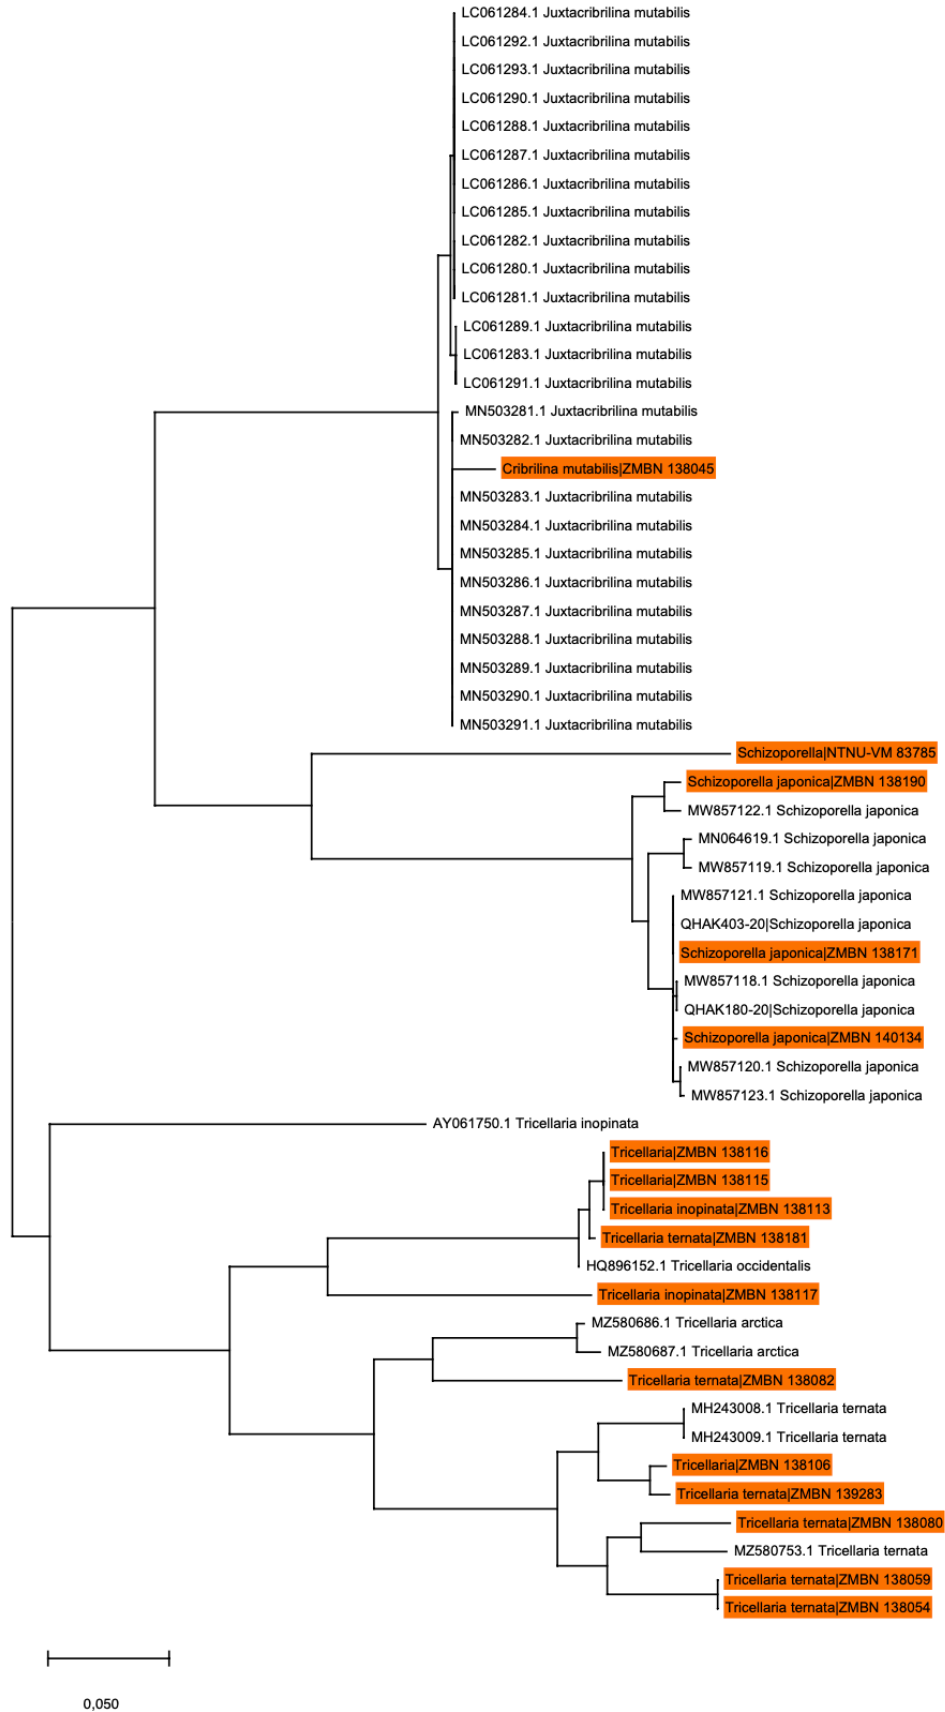 LC061284.1 Juxtacribrilina mutabilis
LC061292.1 Juxtacribrilina mutabilis
LC061293.1 Juxtacribrilina mutabilis
LC061290.1 Juxtacribrilina mutabilis
LC061288.1 Juxtacribrilina mutabilis
LC061287.1 Juxtacribrilina mutabilis
LC061286.1 Juxtacribrilina mutabilis
LC061285.1 Juxtacribrilina mutabilis
LC061282.1 Juxtacribrilina mutabilis
LC061280.1 Juxtacribrilina mutabilis
LC061281.1 Juxtacribrilina mutabilis
LC061289.1 Juxtacribrilina mutabilis
LC061283.1 Juxtacribrilina mutabilis
LC061291.1 Juxtacribrilina mutabilis
MN503281.1 Juxtacribrilina mutabilis
MN503282.1 Juxtacribrilina mutabilis
Cribrilina mutabilis|ZMBN 138045
MN503283.1 Juxtacribrilina mutabilis
MN503284.1 Juxtacribrilina mutabilis
MN503285.1 Juxtacribrilina mutabilis
MN503286.1 Juxtacribrilina mutabilis
MN503287.1 Juxtacribrilina mutabilis
MN503288.1 Juxtacribrilina mutabilis
MN503289.1 Juxtacribrilina mutabilis
MN503290.1 Juxtacribrilina mutabilis
MN503291.1 Juxtacribrilina mutabilis
Schizoporella|NTNU-VM 83785
Schizoporella japonica|ZMBN 138190
MW857122.1 Schizoporella japonica
MN064619.1 Schizoporella japonica
MW857119.1 Schizoporella japonica
MW857121.1 Schizoporella japonica
QHAK403-20|Schizoporella japonica
Schizoporella japonica|ZMBN 138171
MW857118.1 Schizoporella japonica
QHAK180-20|Schizoporella japonica
Schizoporella japonica|ZMBN 140134
MW857120.1 Schizoporella japonica
MW857123.1 Schizoporella japonica
AY061750.1 Tricellaria inopinata
Tricellaria|ZMBN 138116
Tricellaria|ZMBN 138115
Tricellaria inopinata|ZMBN 138113
Tricellaria ternata|ZMBN 138181
HQ896152.1 Tricellaria occidentalis
Tricellaria inopinata|ZMBN 138117
MZ580686.1 Tricellaria arctica
MZ580687.1 Tricellaria arctica
Tricellaria ternata|ZMBN 138082
MH243008.1 Tricellaria ternata
MH243009.1 Tricellaria ternata
Tricellaria|ZMBN 138106
Tricellaria ternata|ZMBN 139283
Tricellaria ternata|ZMBN 138080
MZ580753.1 Tricellaria ternata
Tricellaria ternata|ZMBN 138059
Tricellaria ternata|ZMBN 138054
0,050